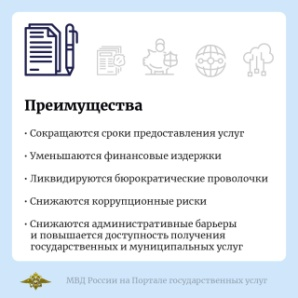 Преимущества
· Сокращаются сроки предоставления услуг
· Уменьшаются финансовые издержки
· Ликвидируются бюрократические проволочки
· Снижаются коррупционные риски
· Снижаются административные барьеры
и повышается доступность получения
государственных и муниципальных услуг
МВД России на Портале государственных услуг